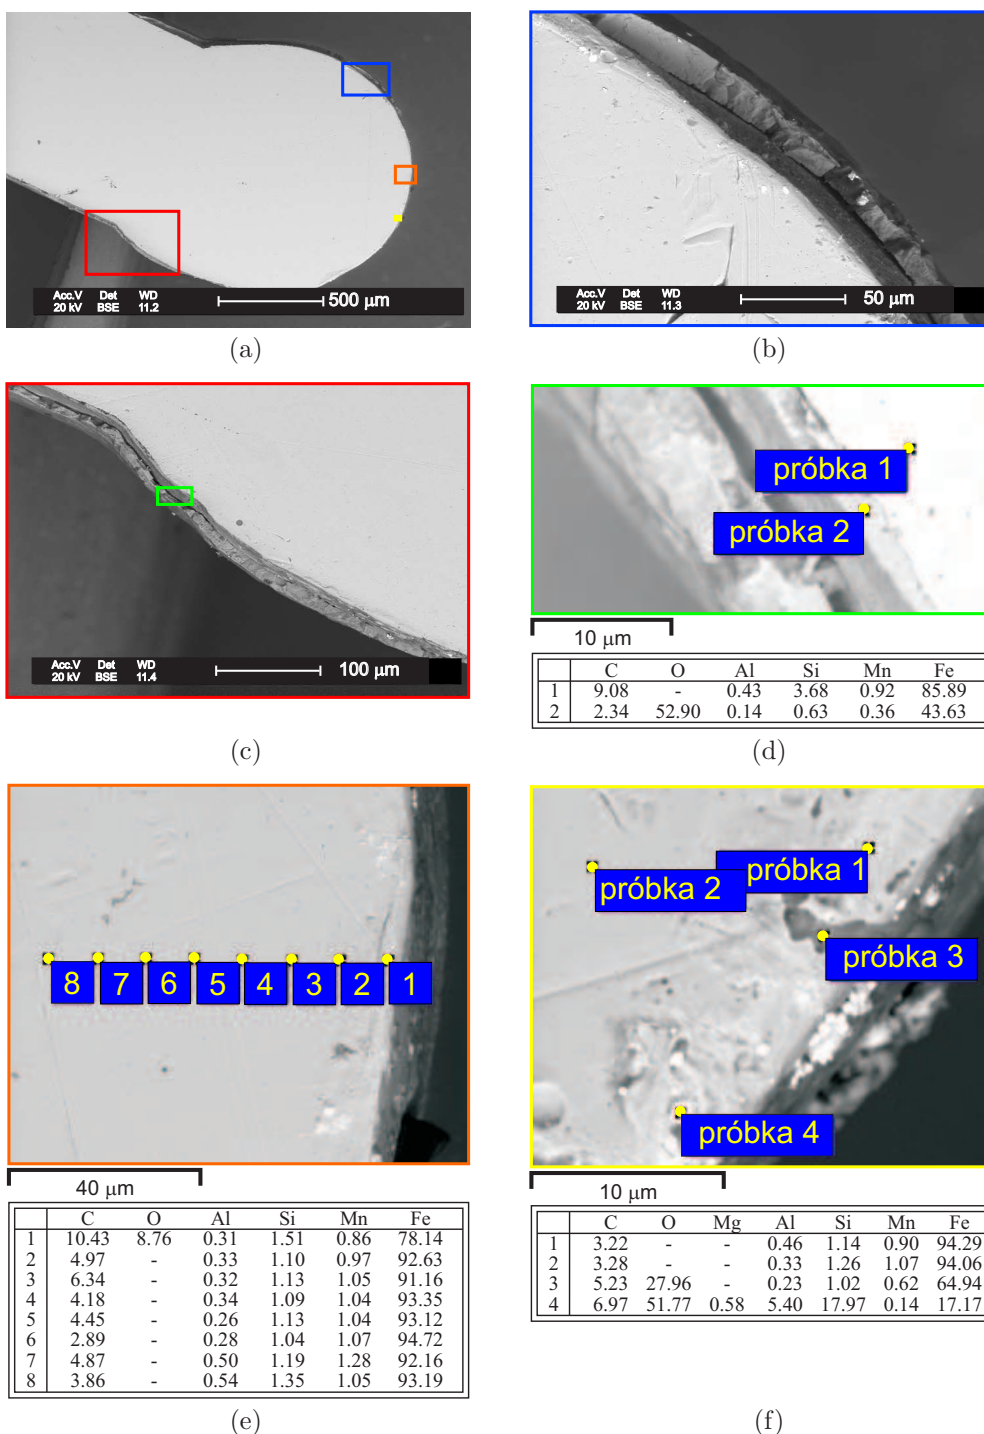 Acc.V Det WD
20 kV BSE 11.2 500 µm
(a)
Acc.V Det WD
20 kV BSE 11.3 50 µm
(b)
Acc.V Det WD
20 kV BSE 11.4 100 µm
(c)
próbka 1
próbka 2
10 µm
C O Al Si Mn Fe
1 9.08 - 0.43 3.68 0.92 85.89
2 2.34 52.90 0.14 0.63 0.36 43.63
(d)
8 7 6 5 4 3 2 1
40 µm
C O Al Si Mn Fe
1 10.43 8.76 0.31 1.51 0.86 78.14
2 4.97 - 0.33 1.10 0.97 92.63
3 6.34 - 0.32 1.13 1.05 91.16
4 4.18 - 0.34 1.09 1.04 93.35
5 4.45 - 0.26 1.13 1.04 93.12
6 2.89 - 0.28 1.04 1.07 94.72
7 4.87 - 0.50 1.19 1.28 92.16
8 3.86 - 0.54 1.35 1.05 93.19
(e)
próbka 1
próbka 2
próbka 3
próbka 4
10 µm
C O Mg Al Si Mn Fe
1 3.22 - - 0.46 1.14 0.90 94.29
2 3.28 - - 0.33 1.26 1.07 94.06
3 5.23 27.96 - 0.23 1.02 0.62 64.94
4 6.97 51.77 0.58 5.40 17.97 0.14 17.17
(f)